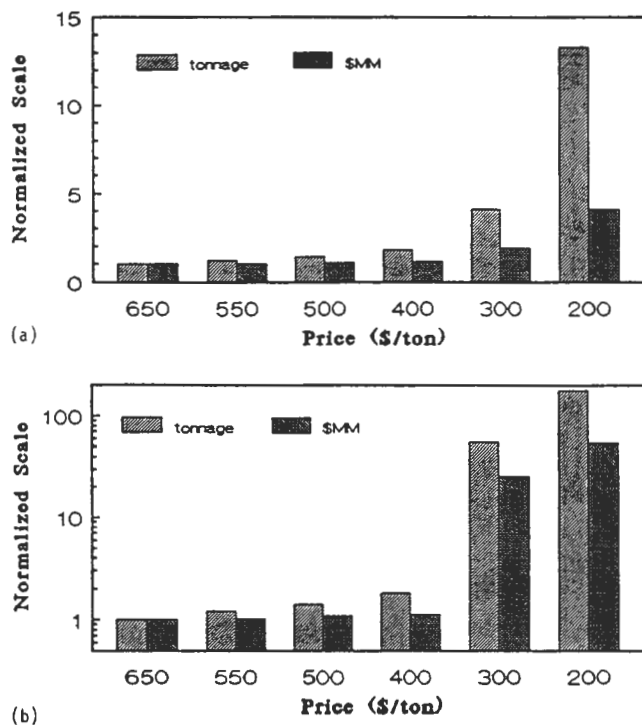 15
10
5
0
Normalized Scale
tonnage $MM
650 550 500 400 300 200
Price ($/ton)
(a)
100
10
1
Normalized Scale
tonnage $MM
650 550 500 400 300 200
Price ($/ton)
(b)